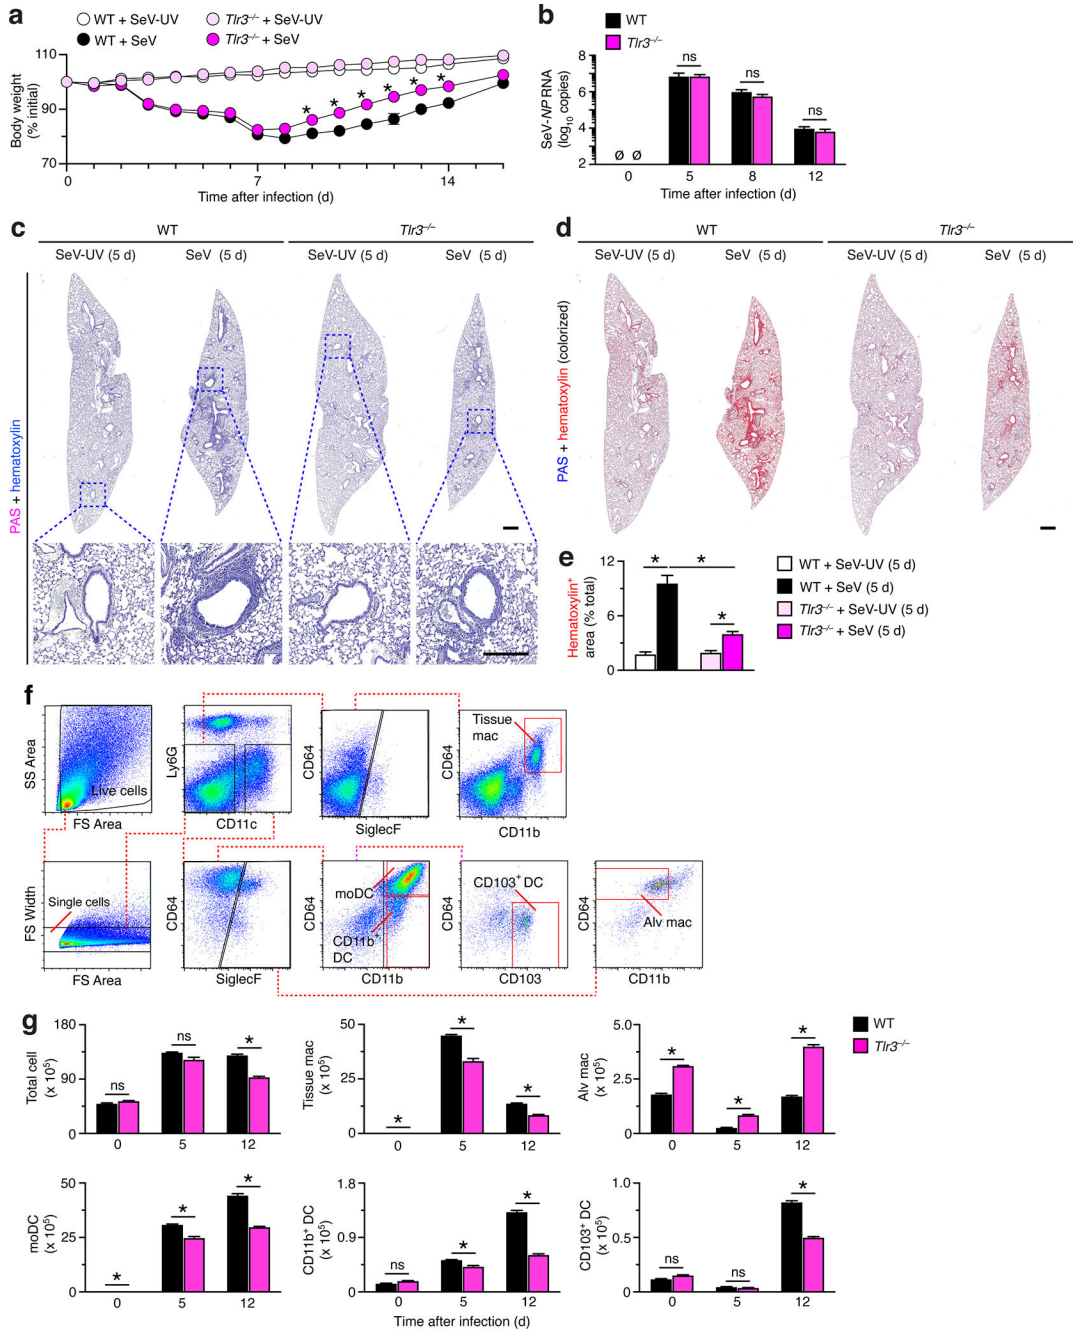 a
WT + SeV-UV
Tlr3–/– + SeV-UV
WT + SeV
Tlr3–/– + SeV
110
90
70
Body weight
(% initial)
* * * * * *
0 7 14
Time after infection (d)
b
WT
Tlr3–/–
8
6
4
2
SeV-NP RNA
(log10 copies)
ns
ns
ns
ø ø
0 5 8 12
Time after infection (d)
c
WT
Tlr3–/–
SeV-UV (5 d)
SeV (5 d)
SeV-UV (5 d)
SeV (5 d)
PAS + hematoxylin
d
WT
Tlr3–/–
SeV-UV (5 d)
SeV (5 d)
SeV-UV (5 d)
SeV (5 d)
PAS + hematoxylin (colorized)
e
12
6
0
Hematoxylin+
area (% total)
* * *
WT + SeV-UV (5 d)
WT + SeV (5 d)
Tlr3–/– + SeV-UV (5 d)
Tlr3–/– + SeV (5 d)
f
SS Area
Live cells
FS Area
Ly6G
CD11c
CD64
SiglecF
CD64
Tissue
mac
CD11b
FS Width
Single cells
FS Area
CD64
SiglecF
CD64
moDC
CD11b+
DC
CD11b
CD64
CD103+ DC
CD103
CD64
Alv mac
CD11b
g
WT
Tlr3–/–
Total cell
(x 10⁵)
180
90
0
ns
ns
*
0 5 12
Tissue mac
(x 10⁵)
50
25
0
*
*
*
0 5 12
Alv mac
(x 10⁵)
5.0
2.5
0
*
*
*
0 5 12
moDC
(x 10⁵)
50
25
0
*
*
*
0 5 12
CD11b+ DC
(x 10⁵)
1.8
0.9
0
ns
*
*
0 5 12
CD103+ DC
(x 10⁵)
1.0
0.5
0
ns
ns
*
0 5 12
Time after infection (d)